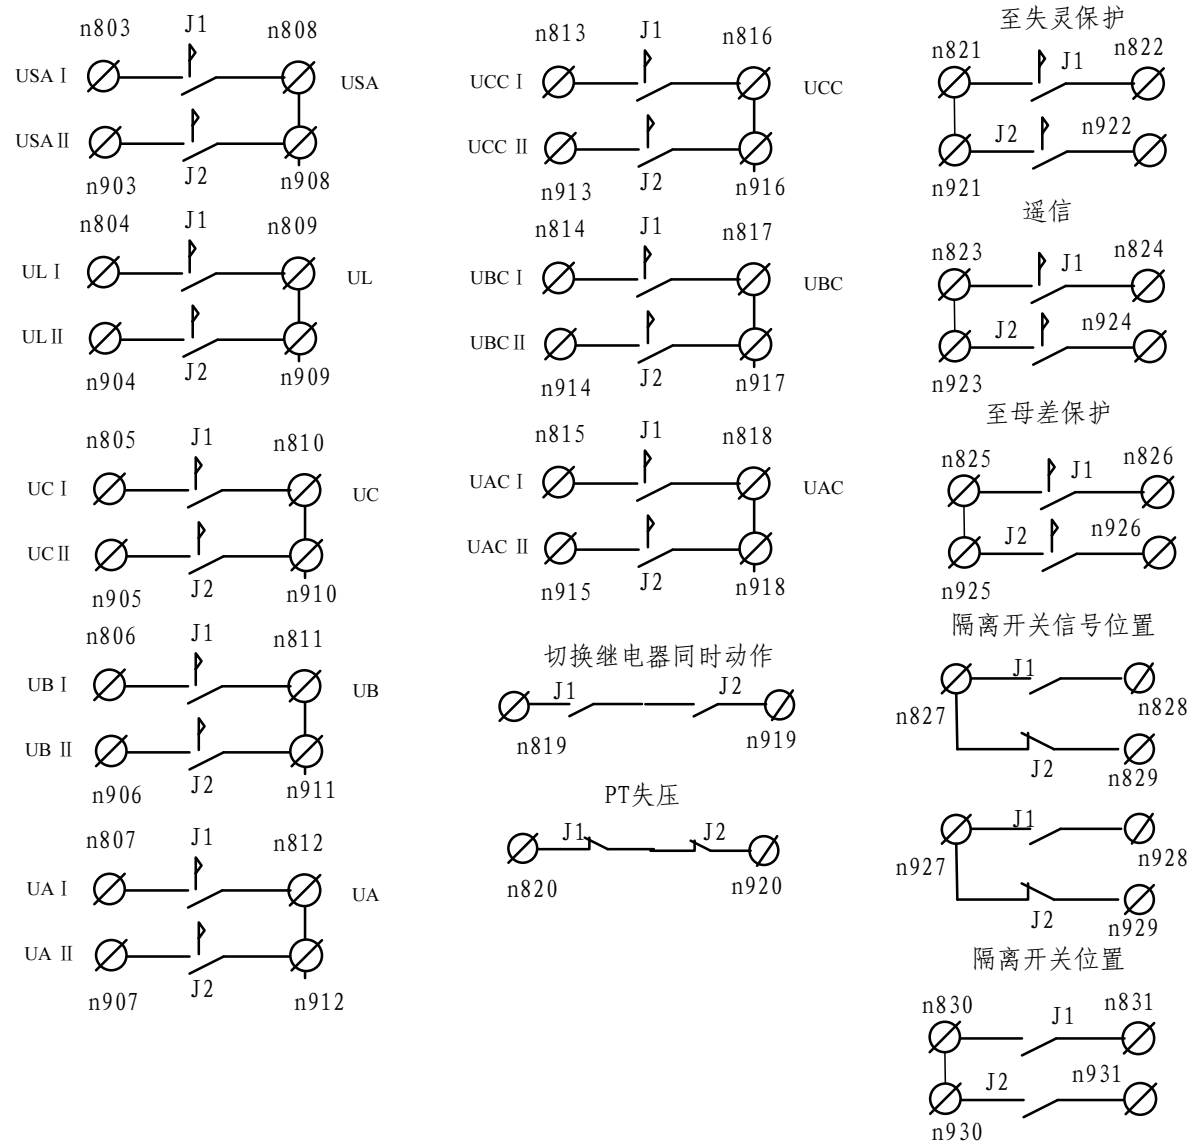 n803 J1 n808
USA I USA
USA II
n903 J2 n908
n804 J1 n809
UL I UL
UL II
n904 J2 n909
n805 J1 n810
UC I UC
UC II
n905 J2 n910
n806 J1 n811
UB I UB
UB II
n906 J2 n911
n807 J1 n812
UA I UA
UA II
n907 J2 n912
n813 J1 n816
UCC I UCC
UCC II
n913 J2 n916
n814 J1 n817
UBC I UBC
UBC II
n914 J2 n917
n815 J1 n818
UAC I UAC
UAC II
n915 J2 n918
切换继电器同时动作
J1 J2
n819 n919
PT失压
J1 J2
n820 n920
至失灵保护
n821 J1 n822
J2 n922
n921
遥信
n823 J1 n824
J2 n924
n923
至母差保护
n825 J1 n826
J2 n926
n925
隔离开关信号位置
J1
n827 n828
J2 n829
J1
n927 n928
J2 n929
隔离开关位置
n830 J1 n831
J2 n931
n930